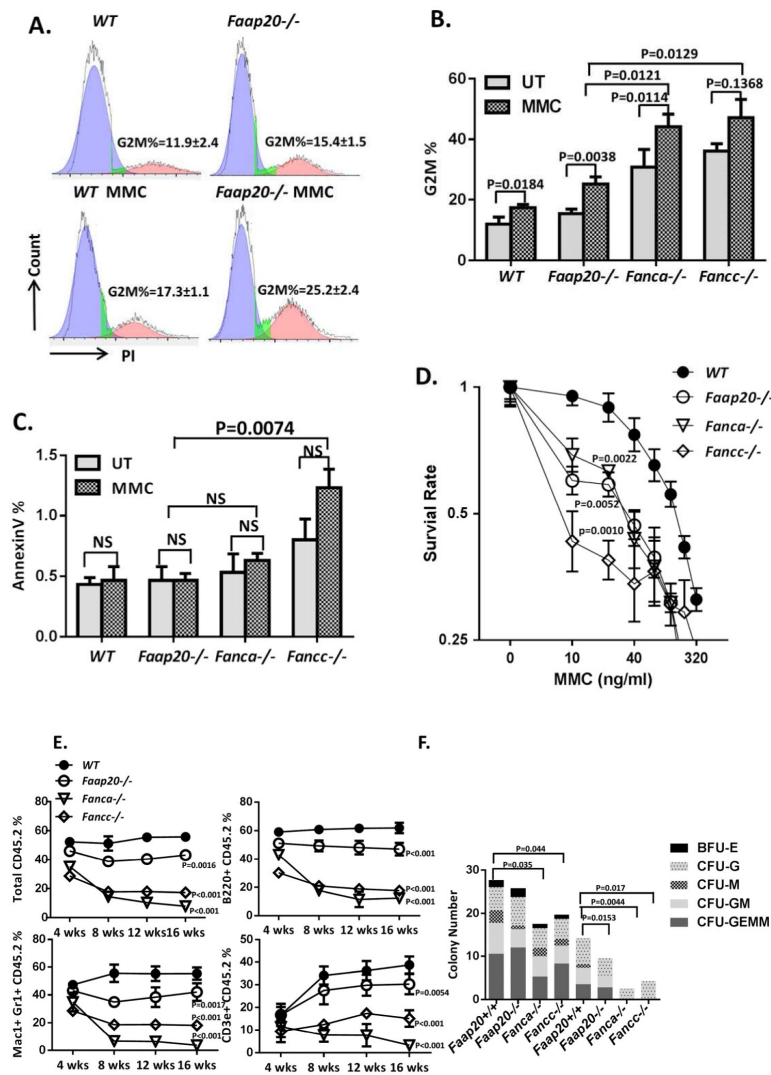 A.
WT
Faap20-/-
G2M%=11.9±2.4
G2M%=15.4±1.5
WT MMC
Faap20-/- MMC
G2M%=17.3±1.1
G2M%=25.2±2.4
Count
PI
B.
UT
MMC
P=0.0129
P=0.0121
P=0.0114
P=0.1368
P=0.0038
P=0.0184
G2M %
60
40
20
0
WT
Faap20-/-
Fanca-/-
Fancc-/-
C.
P=0.0074
UT
MMC
NS
NS
NS
NS
NS
AnnexinV %
1.5
1.0
0.5
0.0
WT
Faap20-/-
Fanca-/-
Fancc-/-
D.
WT
Faap20-/-
Fanca-/-
Fancc-/-
P=0.0022
P=0.0052
p=0.0010
Survial Rate
1
0.5
0.25
0
10
40
320
MMC (ng/ml)
E.
WT
Faap20-/-
Fanca-/-
Fancc-/-
Total CD45.2 %
80
60
40
20
0
P=0.0016
P<0.001
P<0.001
4 wks 8 wks 12 wks 16 wks
B220+ CD45.2 %
80
60
40
20
0
P<0.001
P<0.001
P<0.001
4 wks 8 wks 12 wks 16 wks
Mac1+ Gr1+ CD45.2 %
80
60
40
20
0
P=0.0017
P<0.001
P<0.001
4 wks 8 wks 12 wks 16 wks
CD3e+ CD45.2 %
50
40
30
20
10
0
P=0.0054
P<0.001
P<0.001
4 wks 8 wks 12 wks 16 wks
F.
BFU-E
CFU-G
CFU-M
CFU-GM
CFU-GEMM
P=0.044
P=0.035
P=0.017
P=0.0044
P=0.0153
Colony Number
30
20
10
0
Faap20+/+
Faap20-/-
Fanca-/-
Fancc-/-
Faap20+/+
Faap20-/-
Fanca-/-
Fancc-/-